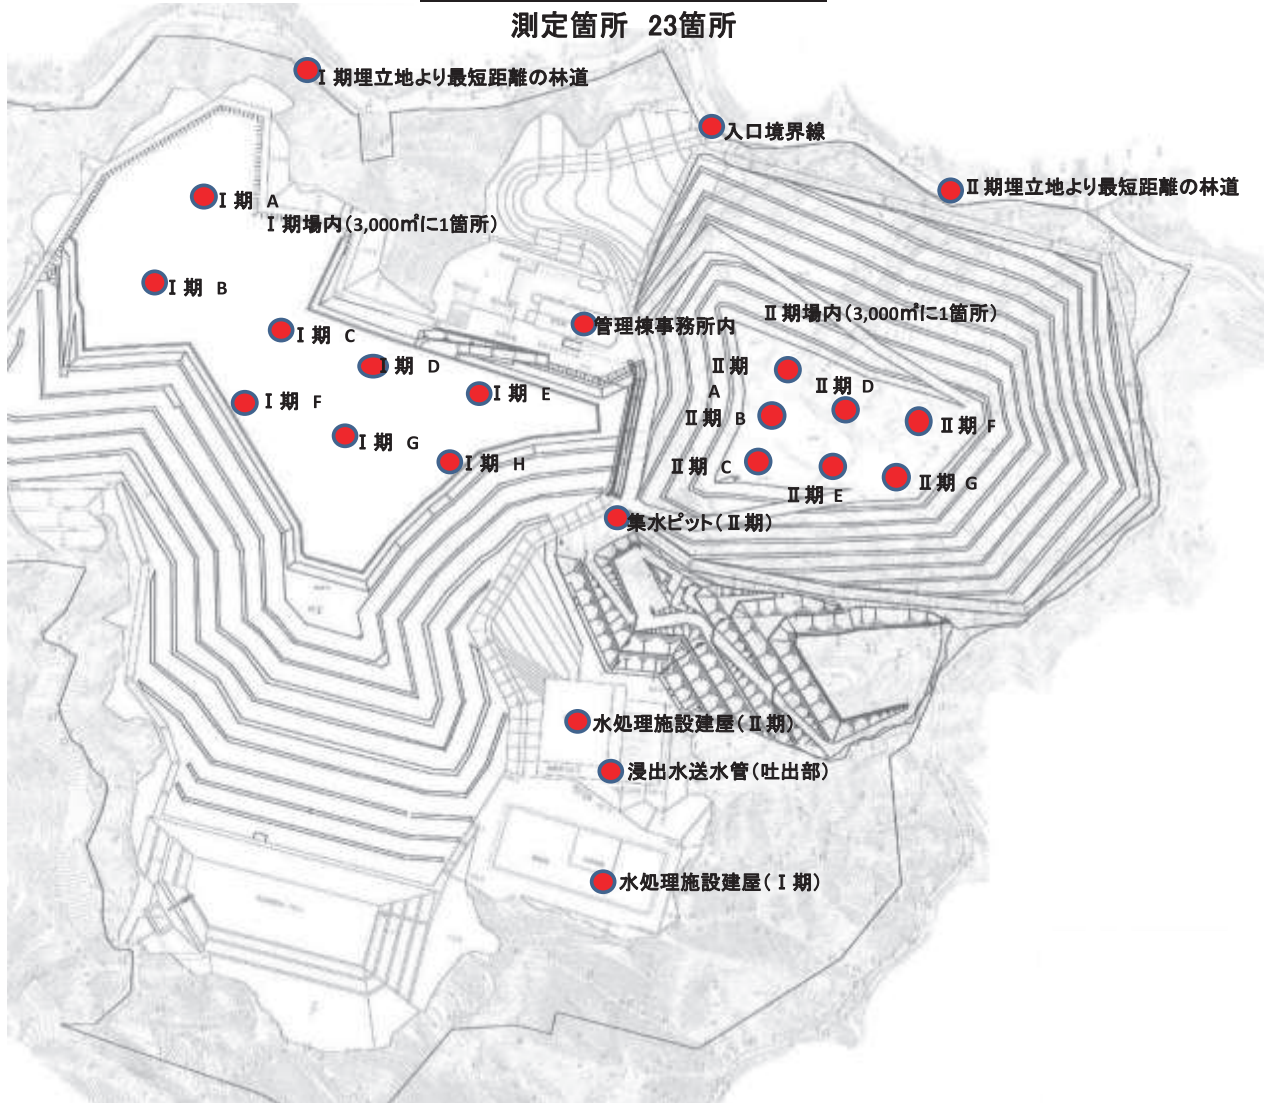 測定箇所 23箇所
Ⅰ期埋立地より最短距離の林道
入口境界線
Ⅱ期埋立地より最短距離の林道
Ⅰ期 A
Ⅰ期場内(3,000㎡に1箇所)
Ⅰ期 B
Ⅱ期場内(3,000㎡に1箇所)
管理棟事務所内
Ⅰ期 C
Ⅰ期 D
Ⅱ期
A
Ⅱ期 D
Ⅰ期 E
Ⅰ期 F
Ⅱ期 B
Ⅱ期 F
Ⅰ期 G
Ⅰ期 H
Ⅱ期 C
Ⅱ期 E
Ⅱ期 G
集水ピット(Ⅱ期)
水処理施設建屋(Ⅱ期)
浸出水送水管(吐出部)
水処理施設建屋(Ⅰ期)